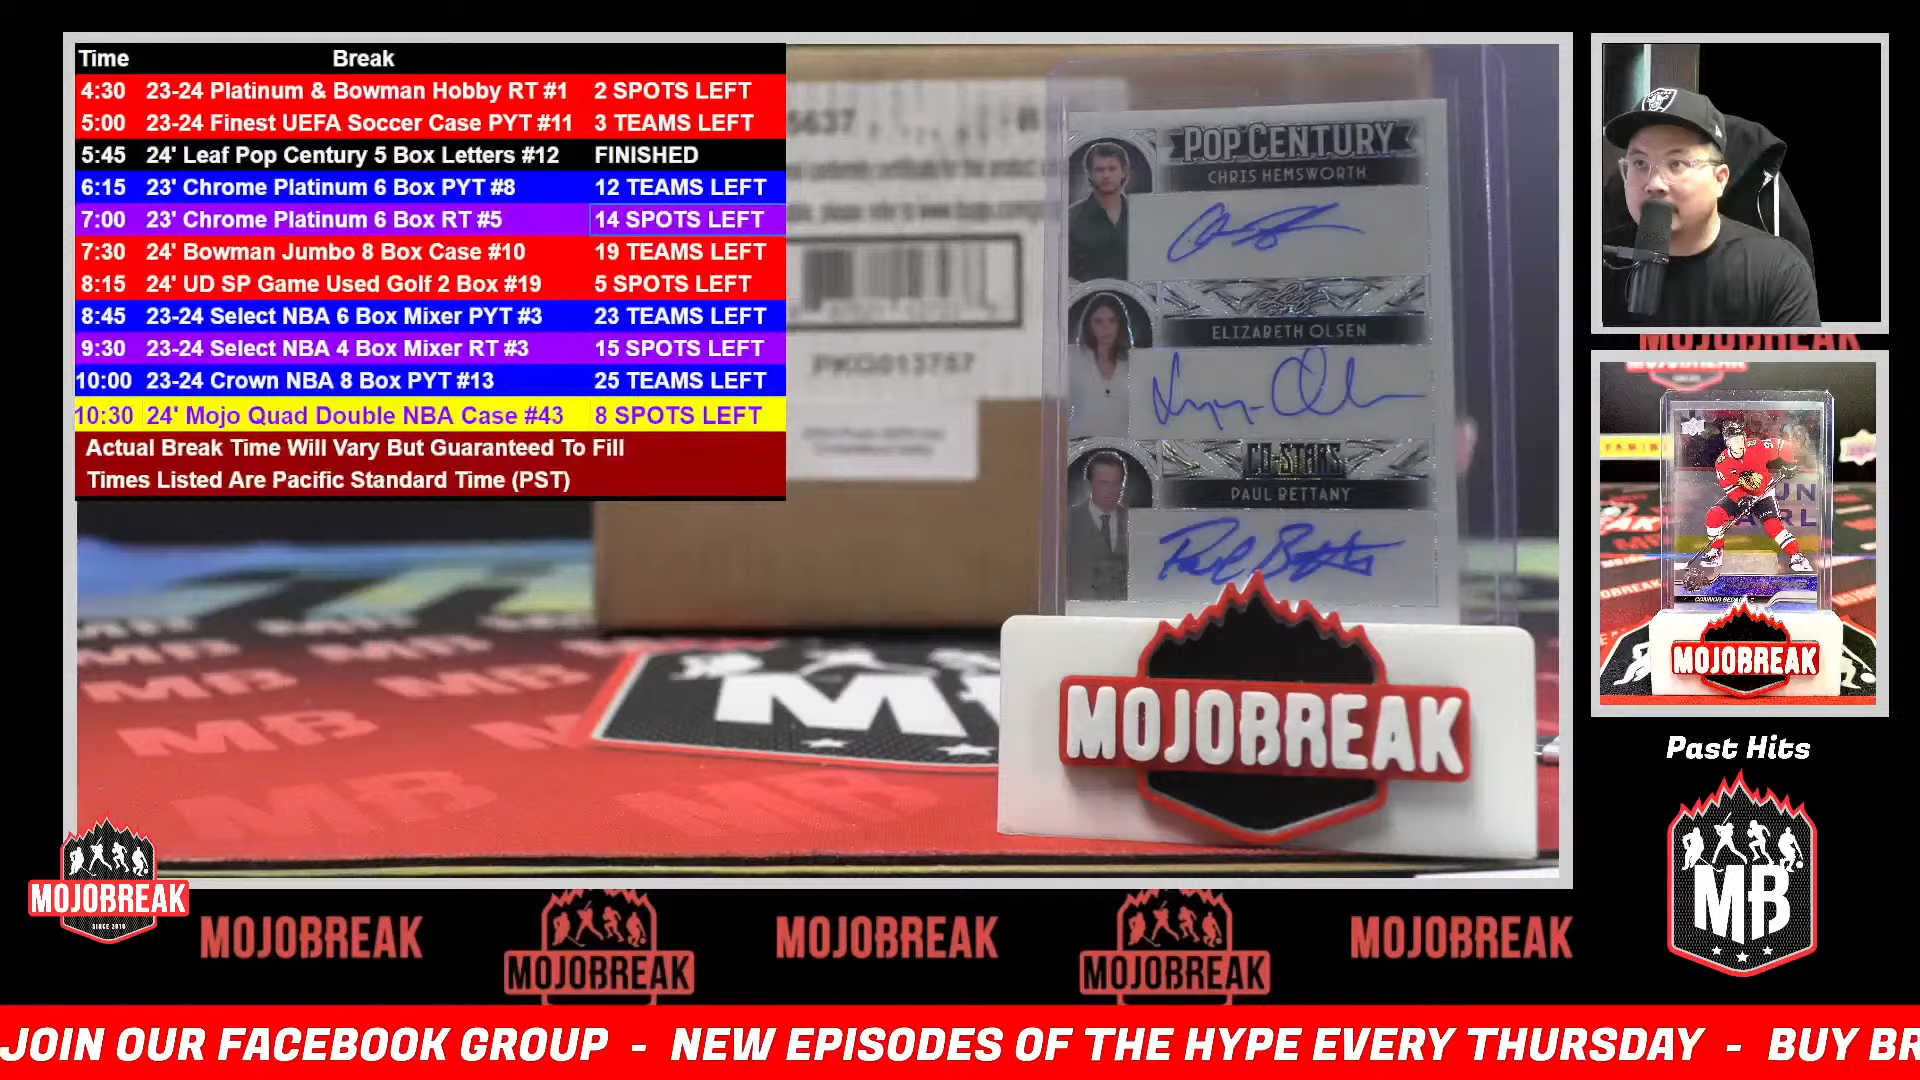 Time Break
4:30 23-24 Platinum & Bowman Hobby RT #1 2 SPOTS LEFT
5:00 23-24 Finest UEFA Soccer Case PYT #11 3 TEAMS LEFT
5:45 24' Leaf Pop Century 5 Box Letters #12 FINISHED
6:15 23' Chrome Platinum 6 Box PYT #8 12 TEAMS LEFT
7:00 23' Chrome Platinum 6 Box RT #5 14 SPOTS LEFT
7:30 24' Bowman Jumbo 8 Box Case #10 19 TEAMS LEFT
8:15 24' UD SP Game Used Golf 2 Box #19 5 SPOTS LEFT
8:45 23-24 Select NBA 6 Box Mixer PYT #3 23 TEAMS LEFT
9:30 23-24 Select NBA 4 Box Mixer RT #3 15 SPOTS LEFT
10:00 23-24 Crown NBA 8 Box PYT #13 25 TEAMS LEFT
10:30 24' Mojo Quad Double NBA Case #43 8 SPOTS LEFT
Actual Break Time Will Vary But Guaranteed To Fill
Times Listed Are Pacific Standard Time (PST)
POP CENTURY
CHRIS HEMSWORTH
Leaf
ELIZABETH OLSEN
CO-STARS
PAUL BETTANY
MOJOBREAK
MB
MOJOBREAK
Past Hits
MB
MOJOBREAK
SINCE 2010
MOJOBREAK
MOJOBREAK
MOJOBREAK
MOJOBREAK
MOJOBREAK
JOIN OUR FACEBOOK GROUP - NEW EPISODES OF THE HYPE EVERY THURSDAY - BUY BR